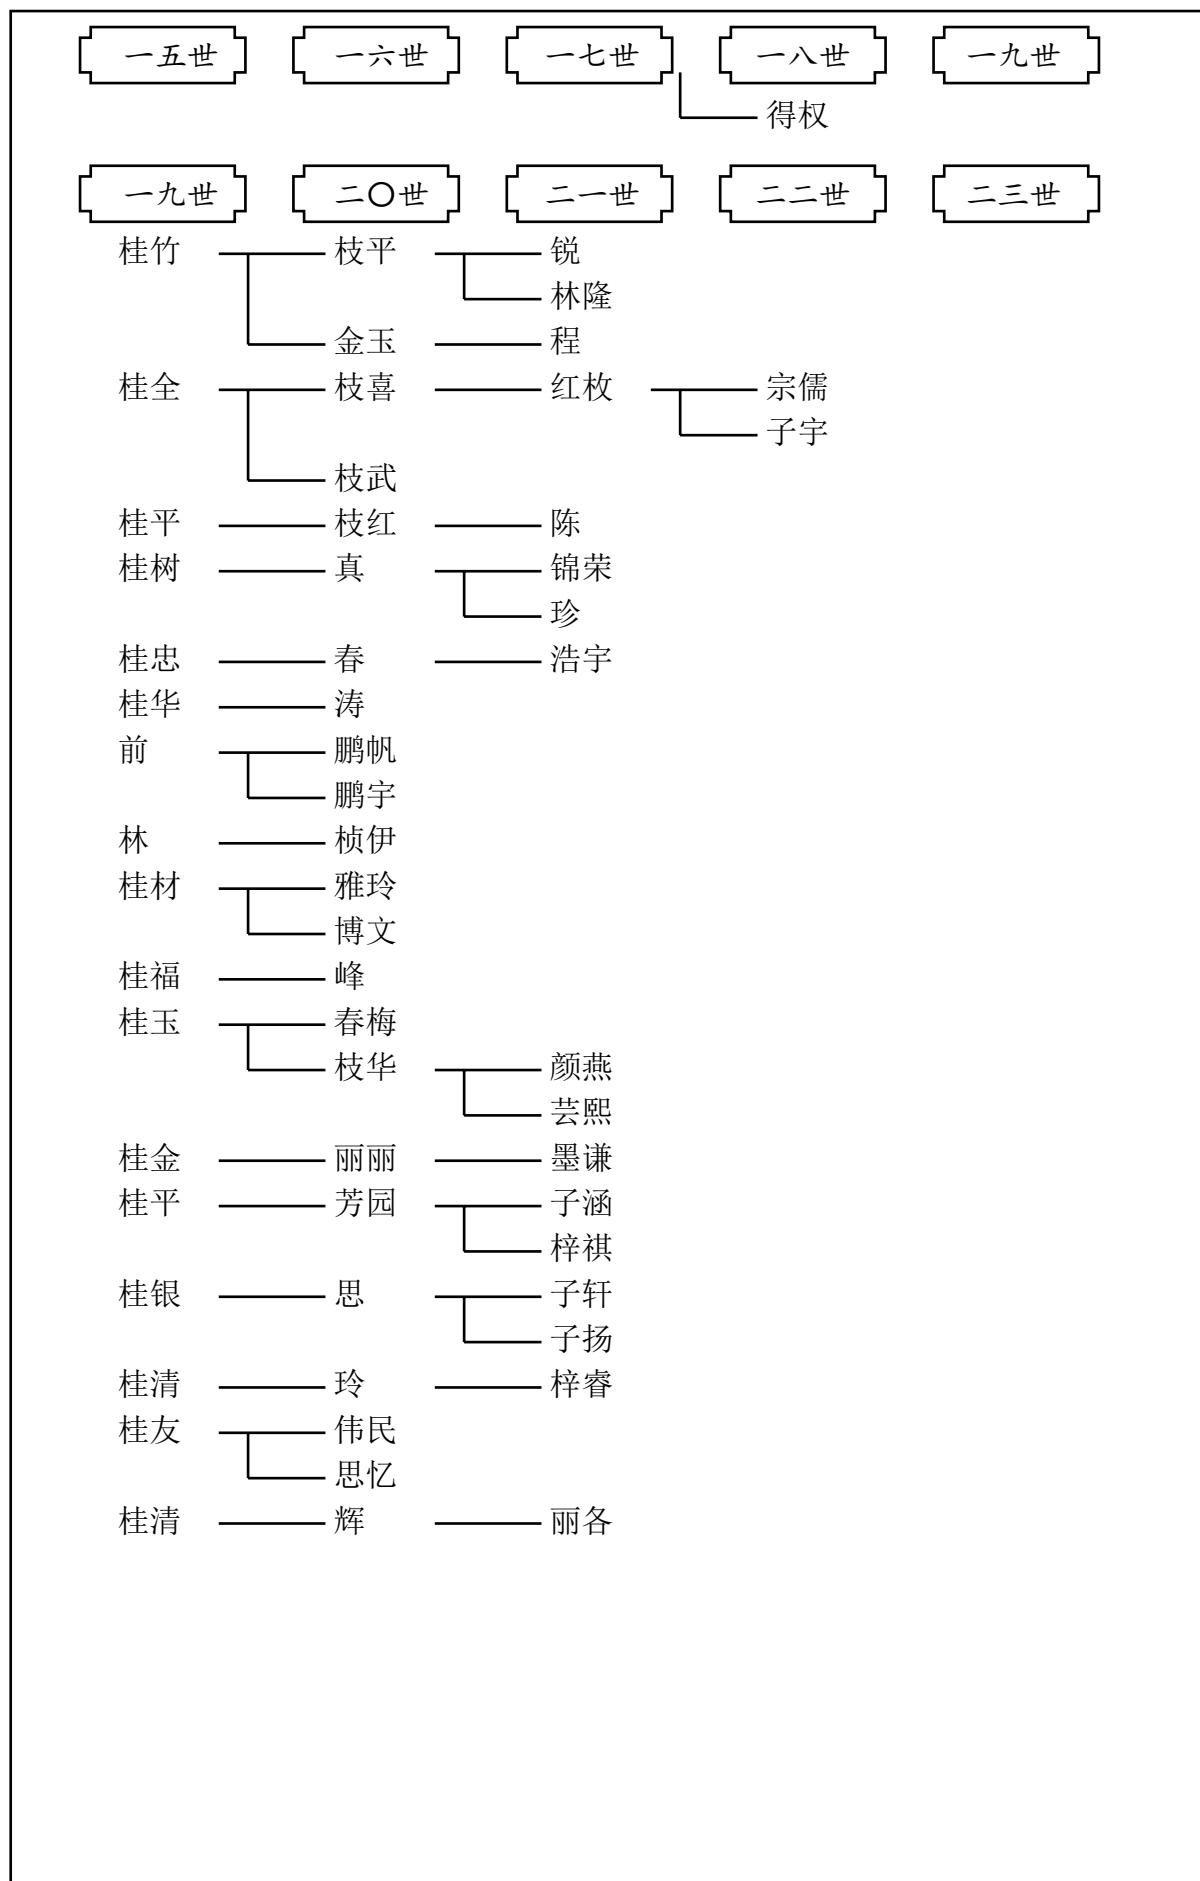 一五世 一六世 一七世 一八世 一九世
得权
一九世 二〇世 二一世 二二世 二三世
桂竹 枝平 锐
林隆
金玉 程
桂全 枝喜 红枚 宗儒
子宇
枝武
桂平 枝红 陈
桂树 真 锦荣
珍
桂忠 春 浩宇
桂华 涛
前 鹏帆
鹏宇
林 桢伊
桂材 雅玲
博文
桂福 峰
桂玉 春梅
枝华 颜燕
芸熙
桂金 丽丽 墨谦
桂平 芳园 子涵
梓祺
桂银 思 子轩
子扬
桂清 玲 梓睿
桂友 伟民
思忆
桂清 辉 丽各